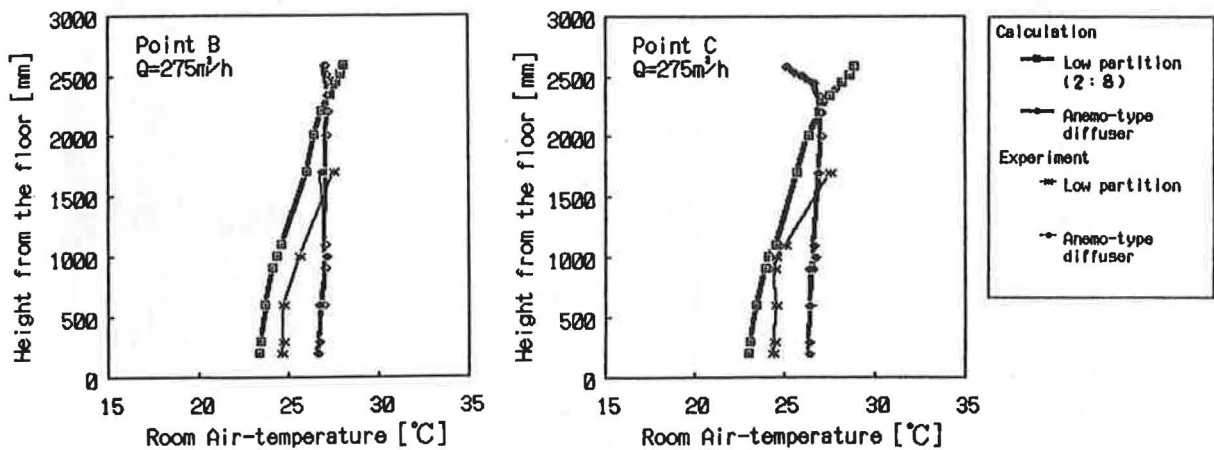 3000
2500
2000
1500
1000
500
0
Height from the floor [mm]
Point B
Q=275m³/h
15 20 25 30 35
Room Air-temperature [°C]
3000
2500
2000
1500
1000
500
0
Height from the floor [mm]
Point C
Q=275m³/h
15 20 25 30 35
Room Air-temperature [°C]
Calculation
Low partition
(2:8)
Anemo-type
diffuser
Experiment
Low partition
Anemo-type
diffuser